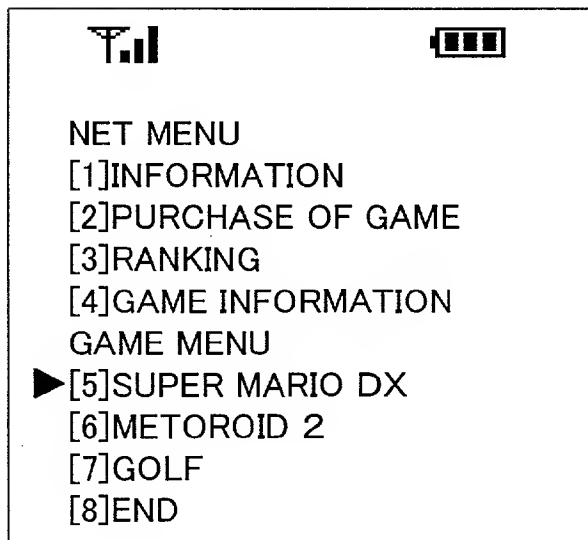 NET MENU
[1]INFORMATION
[2]PURCHASE OF GAME
[3]RANKING
[4]GAME INFORMATION
GAME MENU
▶[5]SUPER MARIO DX
[6]METOROID 2
[7]GOLF
[8]END